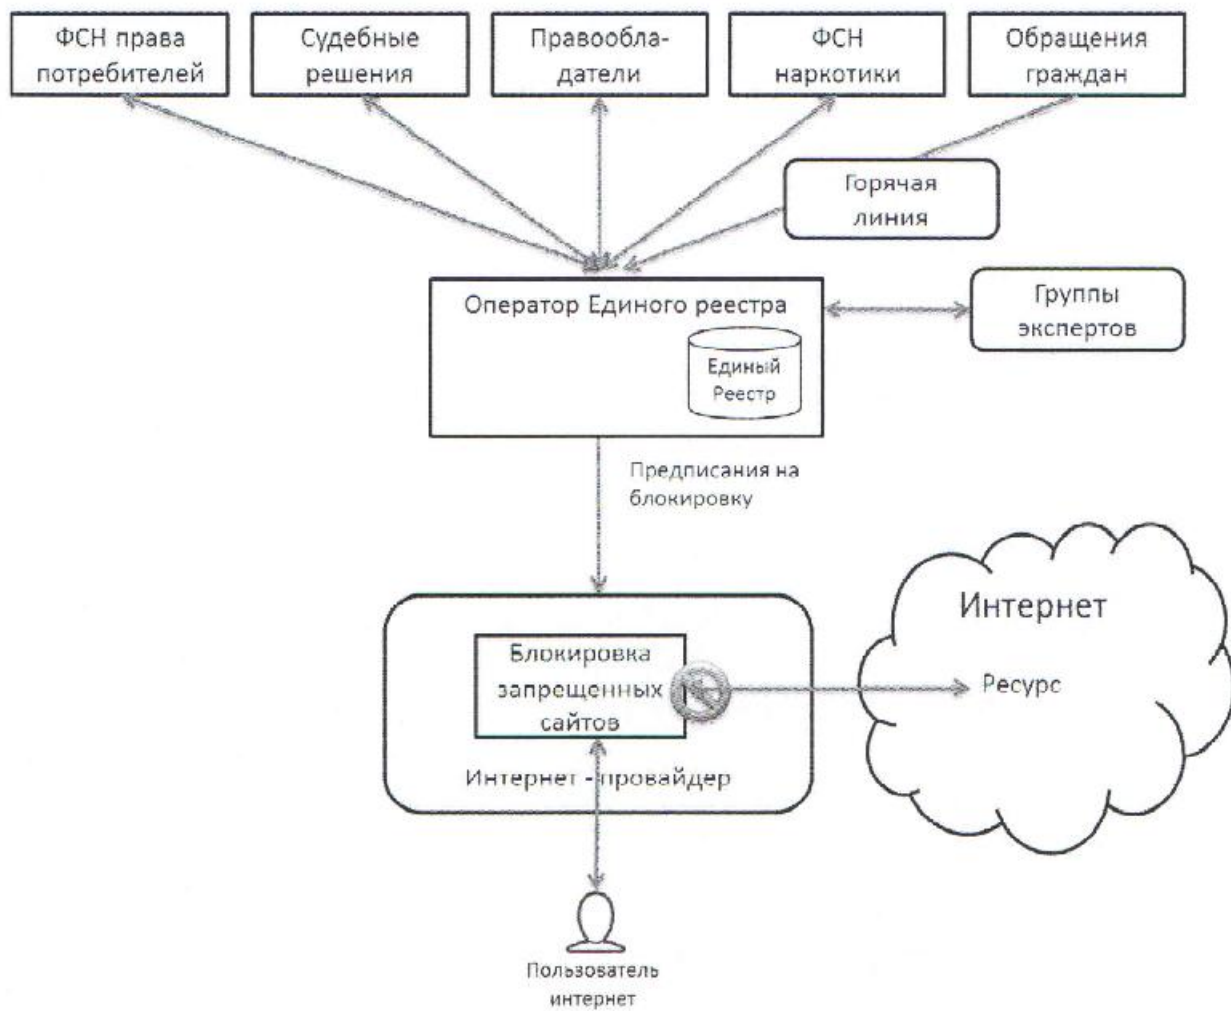 ФСН права
потребителей
Судебные
решения
Правообла-
датели
ФСН
наркотики
Обращения
граждан
Горячая
линия
Оператор Единого реестра
Единый
Реестр
Группы
экспертов
Предписания на
блокировку
Интернет
Ресурс
Блокировка
запрещенных
сайтов
Интернет - провайдер
Пользователь
интернет